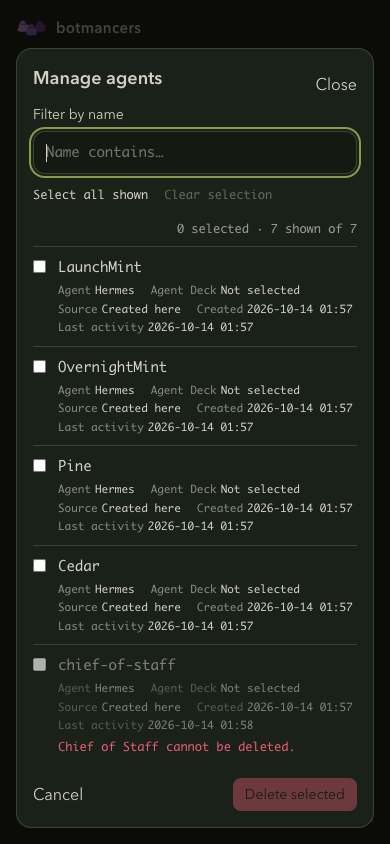 botmancers
Manage agents
Close
Filter by name
Name contains…
Select all shown Clear selection
0 selected · 7 shown of 7
LaunchMint
Agent Hermes Agent Deck Not selected
Source Created here Created 2026-10-14 01:57
Last activity 2026-10-14 01:57
OvernightMint
Agent Hermes Agent Deck Not selected
Source Created here Created 2026-10-14 01:57
Last activity 2026-10-14 01:57
Pine
Agent Hermes Agent Deck Not selected
Source Created here Created 2026-10-14 01:57
Last activity 2026-10-14 01:57
Cedar
Agent Hermes Agent Deck Not selected
Source Created here Created 2026-10-14 01:57
Last activity 2026-10-14 01:57
chief-of-staff
Agent Hermes Agent Deck Not selected
Source Created here Created 2026-10-14 01:57
Last activity 2026-10-14 01:58
Chief of Staff cannot be deleted.
Cancel
Delete selected